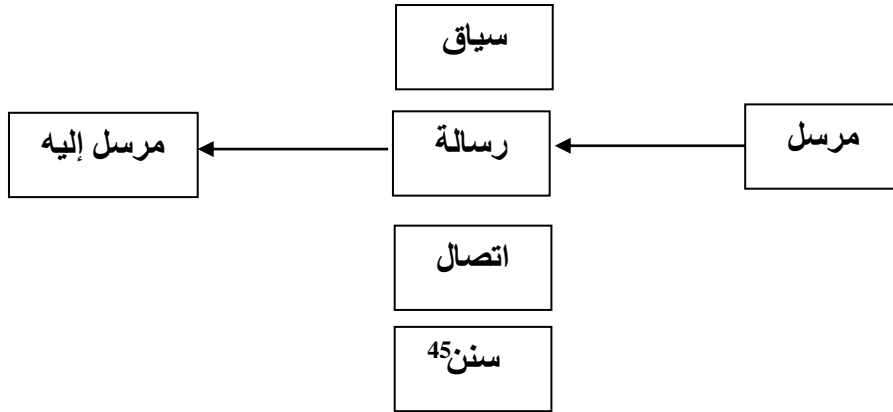 سياق
مرسل
رسالة
مرسل إليه
اتصال
سنن45